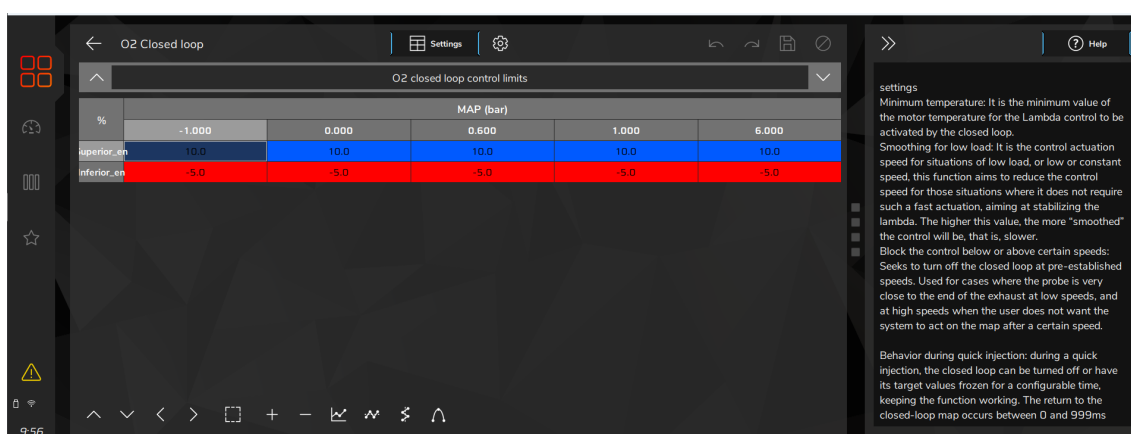 O2 Closed loop
Settings
Help
O2 closed loop control limits
%
MAP (bar)
-1.000 0.000 0.600 1.000 6.000
Superior_en 10.0 10.0 10.0 10.0 10.0
Inferior_en -5.0 -5.0 -5.0 -5.0 -5.0
settings
Minimum temperature: It is the minimum value of
the motor temperature for the Lambda control to be
activated by the closed loop.
Smoothing for low load: It is the control actuation
speed for situations of low load, or low or constant
speed, this function aims to reduce the control
speed for those situations where it does not require
such a fast actuation, aiming at stabilizing the
lambda. The higher this value, the more “smoothed”
the control will be, that is, slower.
Block the control below or above certain speeds:
Seeks to turn off the closed loop at pre-established
speeds. Used for cases where the probe is very
close to the end of the exhaust at low speeds, and
at high speeds when the user does not want the
system to act on the map after a certain speed.
Behavior during quick injection: during a quick
injection, the closed loop can be turned off or have
its target values frozen for a configurable time,
keeping the function working. The return to the
closed-loop map occurs between 0 and 999ms
9:56